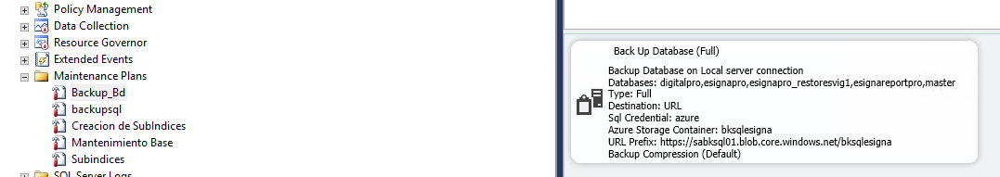 Policy Management
Data Collection
Resource Governor
Extended Events
Maintenance Plans
Backup_Bd
backupsql
Creacion de SubIndices
Mantenimiento Base
Subindices
SQL Server Logs
Back Up Database (Full)
Backup Database on Local server connection
Databases: digitalpro,esignapro,esignapro_restoresvig1,esignareportpro,master
Type: Full
Destination: URL
Sql Credential: azure
Azure Storage Container: bksqlesigna
URL Prefix: https://sabksql01.blob.core.windows.net/bksqlesigna
Backup Compression (Default)